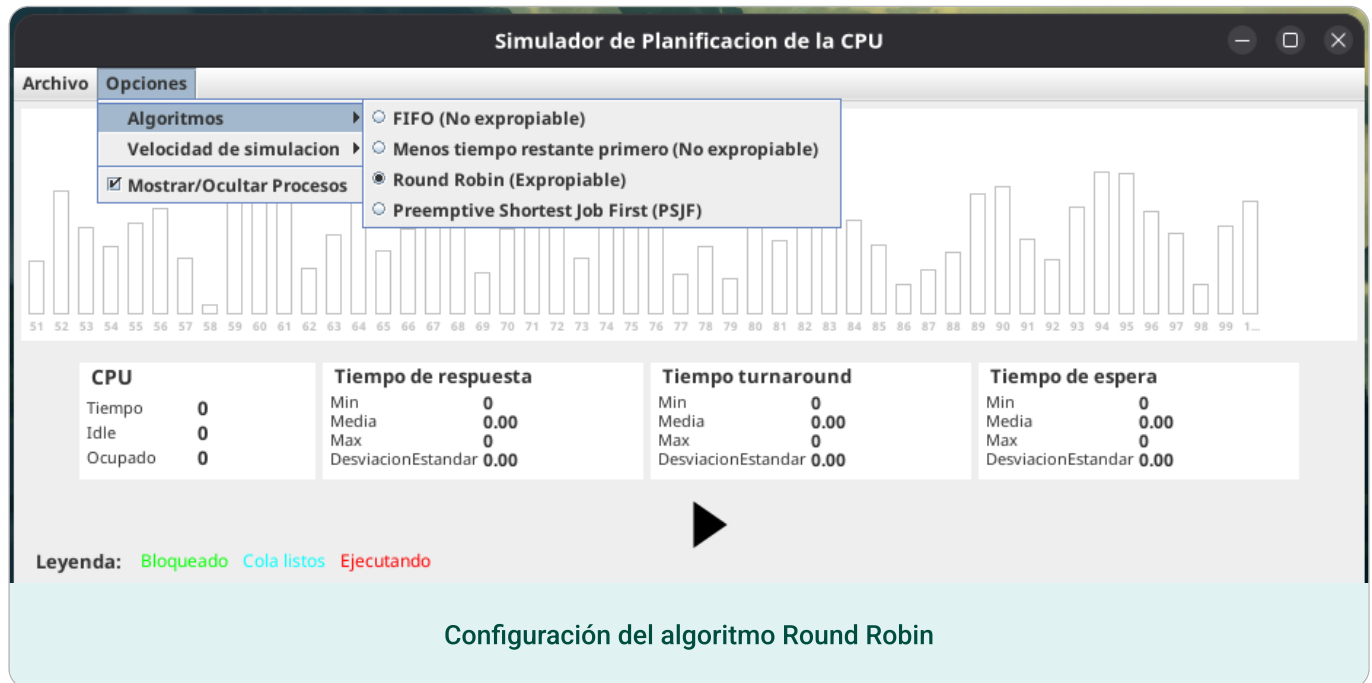 Simulador de Planificacion de la CPU
Archivo Opciones
Algoritmos
Velocidad de simulacion
Mostrar/Ocultar Procesos
FIFO (No expropiable)
Menos tiempo restante primero (No expropiable)
Round Robin (Expropiable)
Preemptive Shortest Job First (PSJF)
51 52 53 54 55 56 57 58 59 60 61 62 63 64 65 66 67 68 69 70 71 72 73 74 75 76 77 78 79 80 81 82 83 84 85 86 87 88 89 90 91 92 93 94 95 96 97 98 99 1...
CPU
Tiempo 0
Idle 0
Ocupado 0
Tiempo de respuesta
Min 0
Media 0.00
Max 0
DesviacionEstandar 0.00
Tiempo turnaround
Min 0
Media 0.00
Max 0
DesviacionEstandar 0.00
Tiempo de espera
Min 0
Media 0.00
Max 0
DesviacionEstandar 0.00
Leyenda: Bloqueado Cola listos Ejecutando
Configuración del algoritmo Round Robin